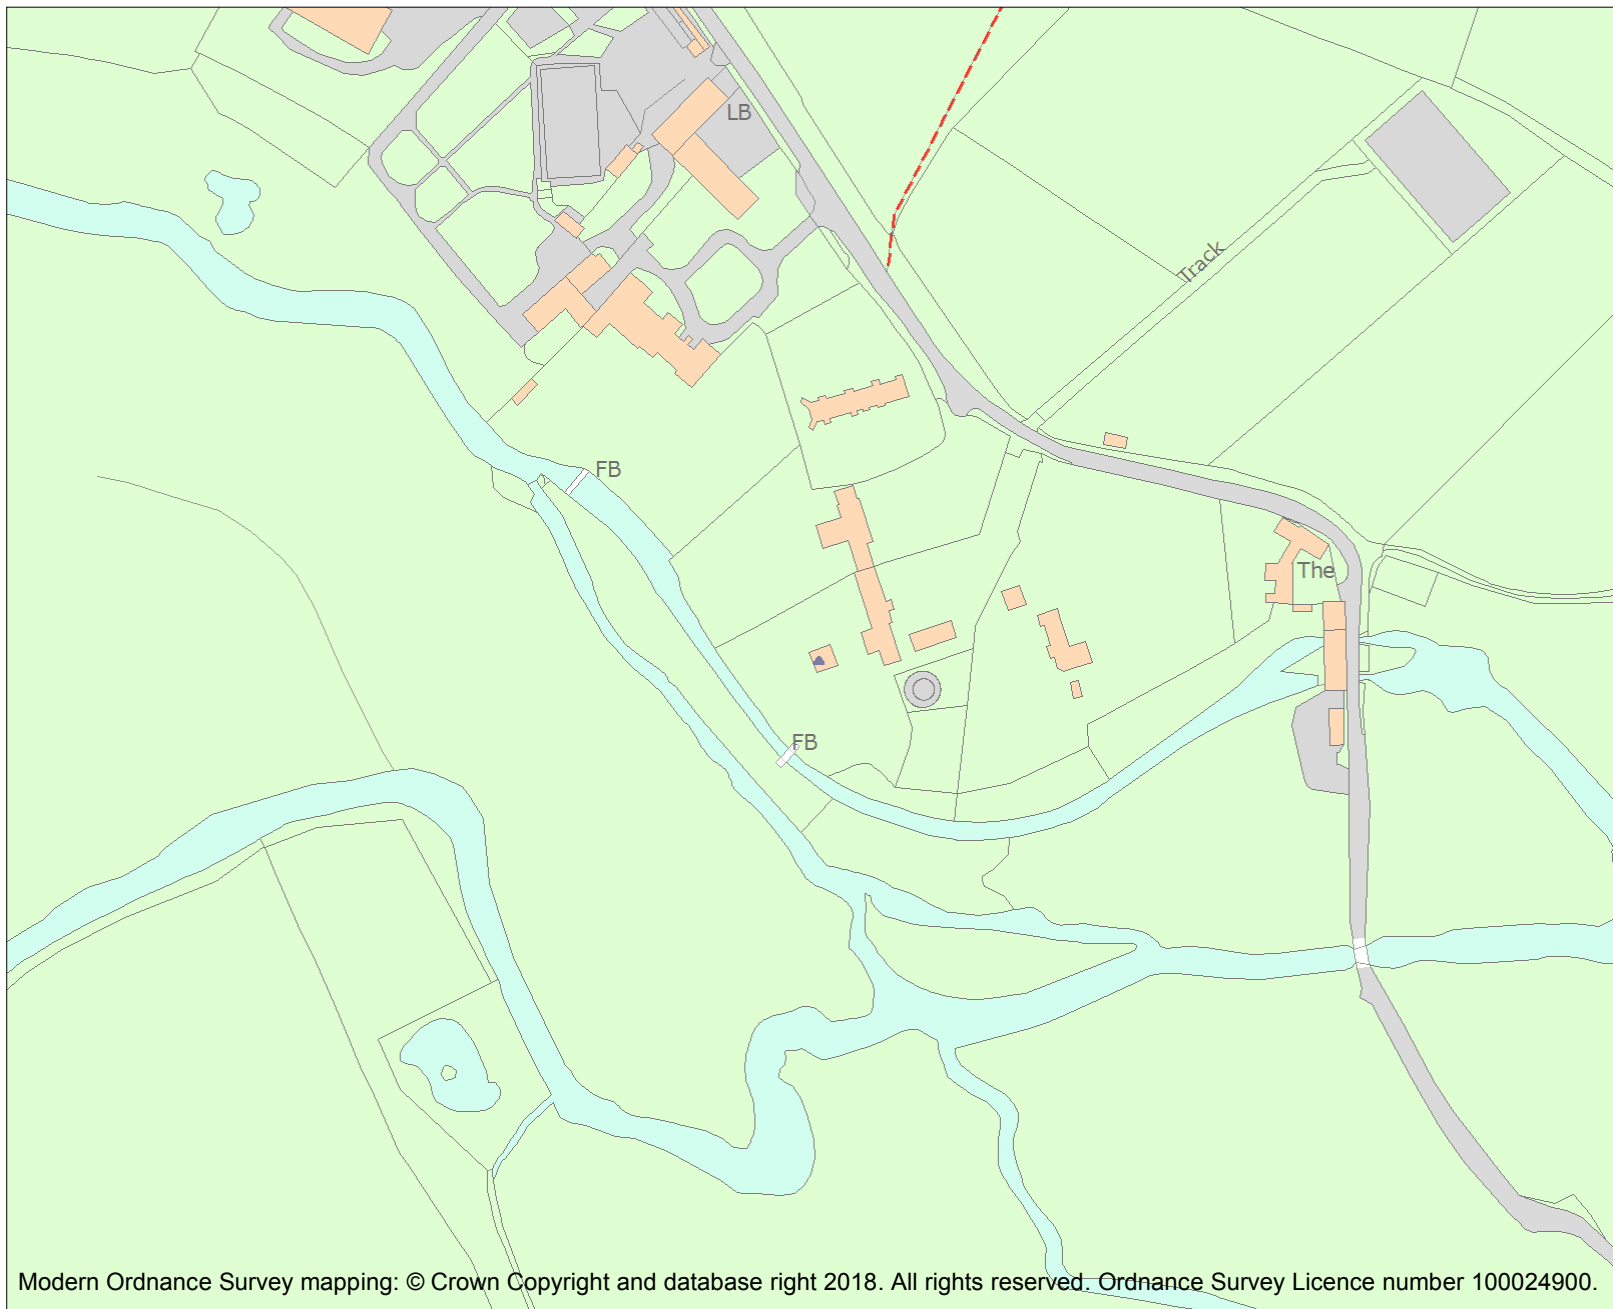 LB
Track
FB
The
FB
Modern Ordnance Survey mapping: © Crown Copyright and database right 2018. All rights reserved. Ordnance Survey Licence number 100024900.